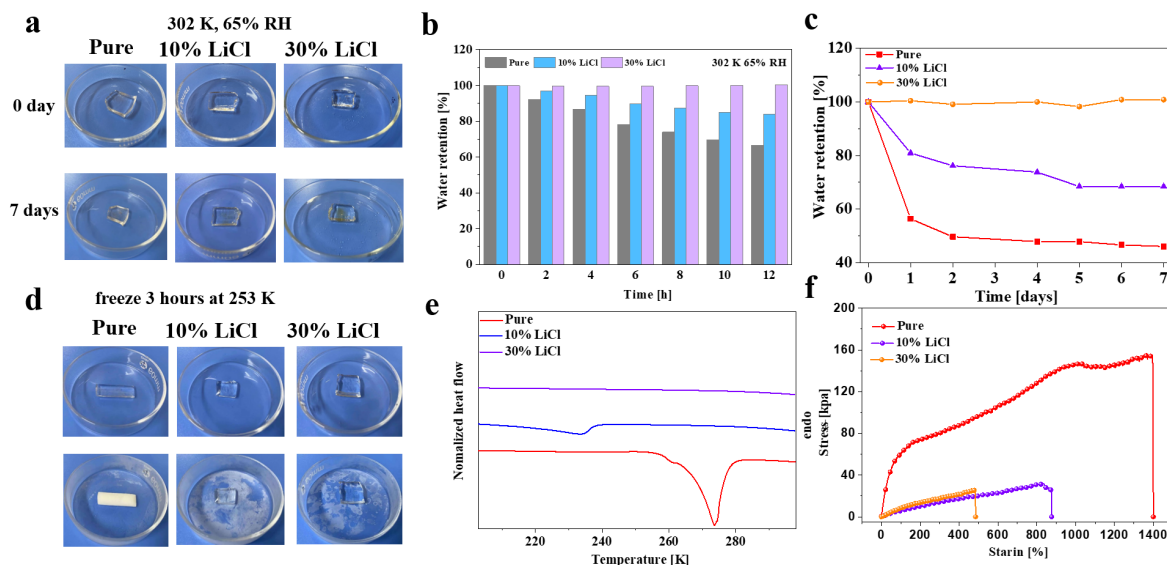 a
302 K, 65% RH
Pure 10% LiCl 30% LiCl
0 day
7 days
b
Pure 10% LiCl 30% LiCl 302 K 65% RH
Water retention [%]
120
100
80
60
40
20
0
0 2 4 6 8 10 12
Time [h]
c
Pure
10% LiCl
30% LiCl
Water retention [%]
120
100
80
60
40
0 1 2 3 4 5 6 7
Time [days]
d
freeze 3 hours at 253 K
Pure 10% LiCl 30% LiCl
e
Pure
10% LiCl
30% LiCl
Nomalized heat flow
endo
220 240 260 280
Temperature [K]
f
Pure
10% LiCl
30% LiCl
Stress [kpa]
200
160
120
80
40
0
0 200 400 600 800 1000 1200 1400
Starin [%]